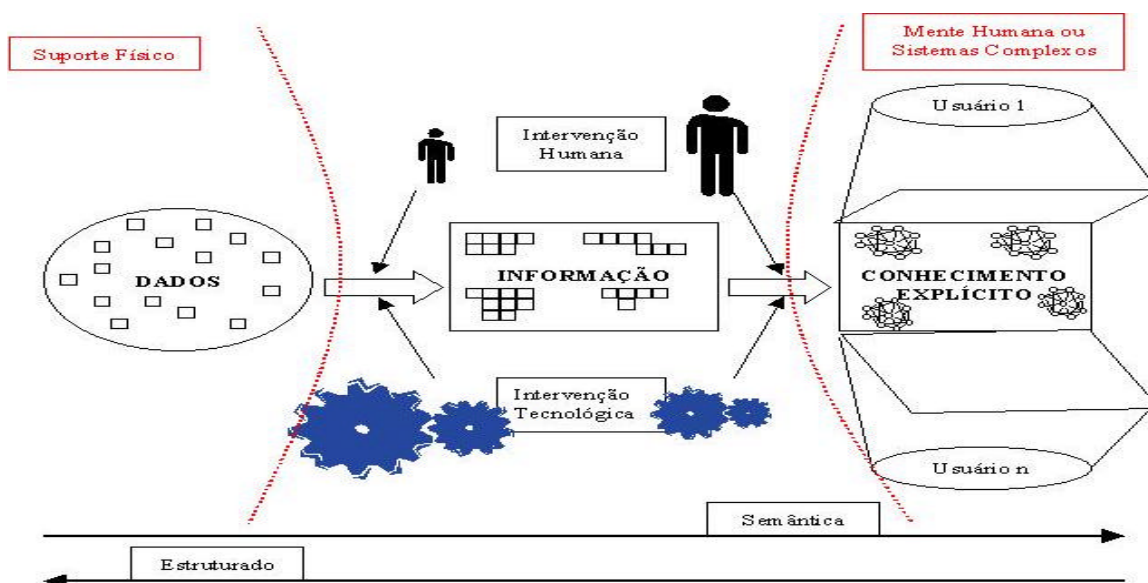 Suporte Físico
Mente Humana ou
Sistemas Complexos
Usuário 1
Intervenção
Humana
DADOS
INFORMAÇÃO
CONHECIMENTO
EXPLÍCITO
Intervenção
Tecnológica
Usuário n
Semântica
Estruturado